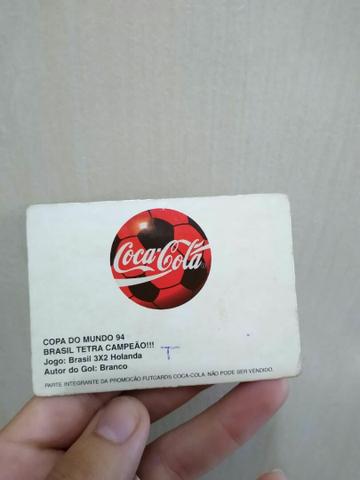 Coca-Cola
COPA DO MUNDO 94
BRASIL TETRA CAMPEÃO!!!
Jogo: Brasil 3X2 Holanda
T
Autor do Gol: Branco
PARTE INTEGRANTE DA PROMOCÃO FUTCARDS COCA-COLA. NÃO PODE SER VENDIDO.